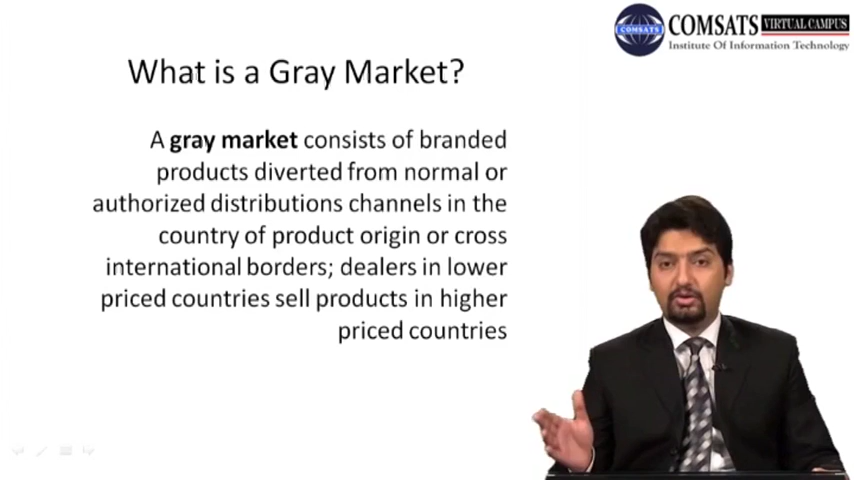 COMSATS VIRTUAL CAMPUS
Institute Of Information Technology
COMSATS
What is a Gray Market?
A gray market consists of branded
products diverted from normal or
authorized distributions channels in the
country of product origin or cross
international borders; dealers in lower
priced countries sell products in higher
priced countries